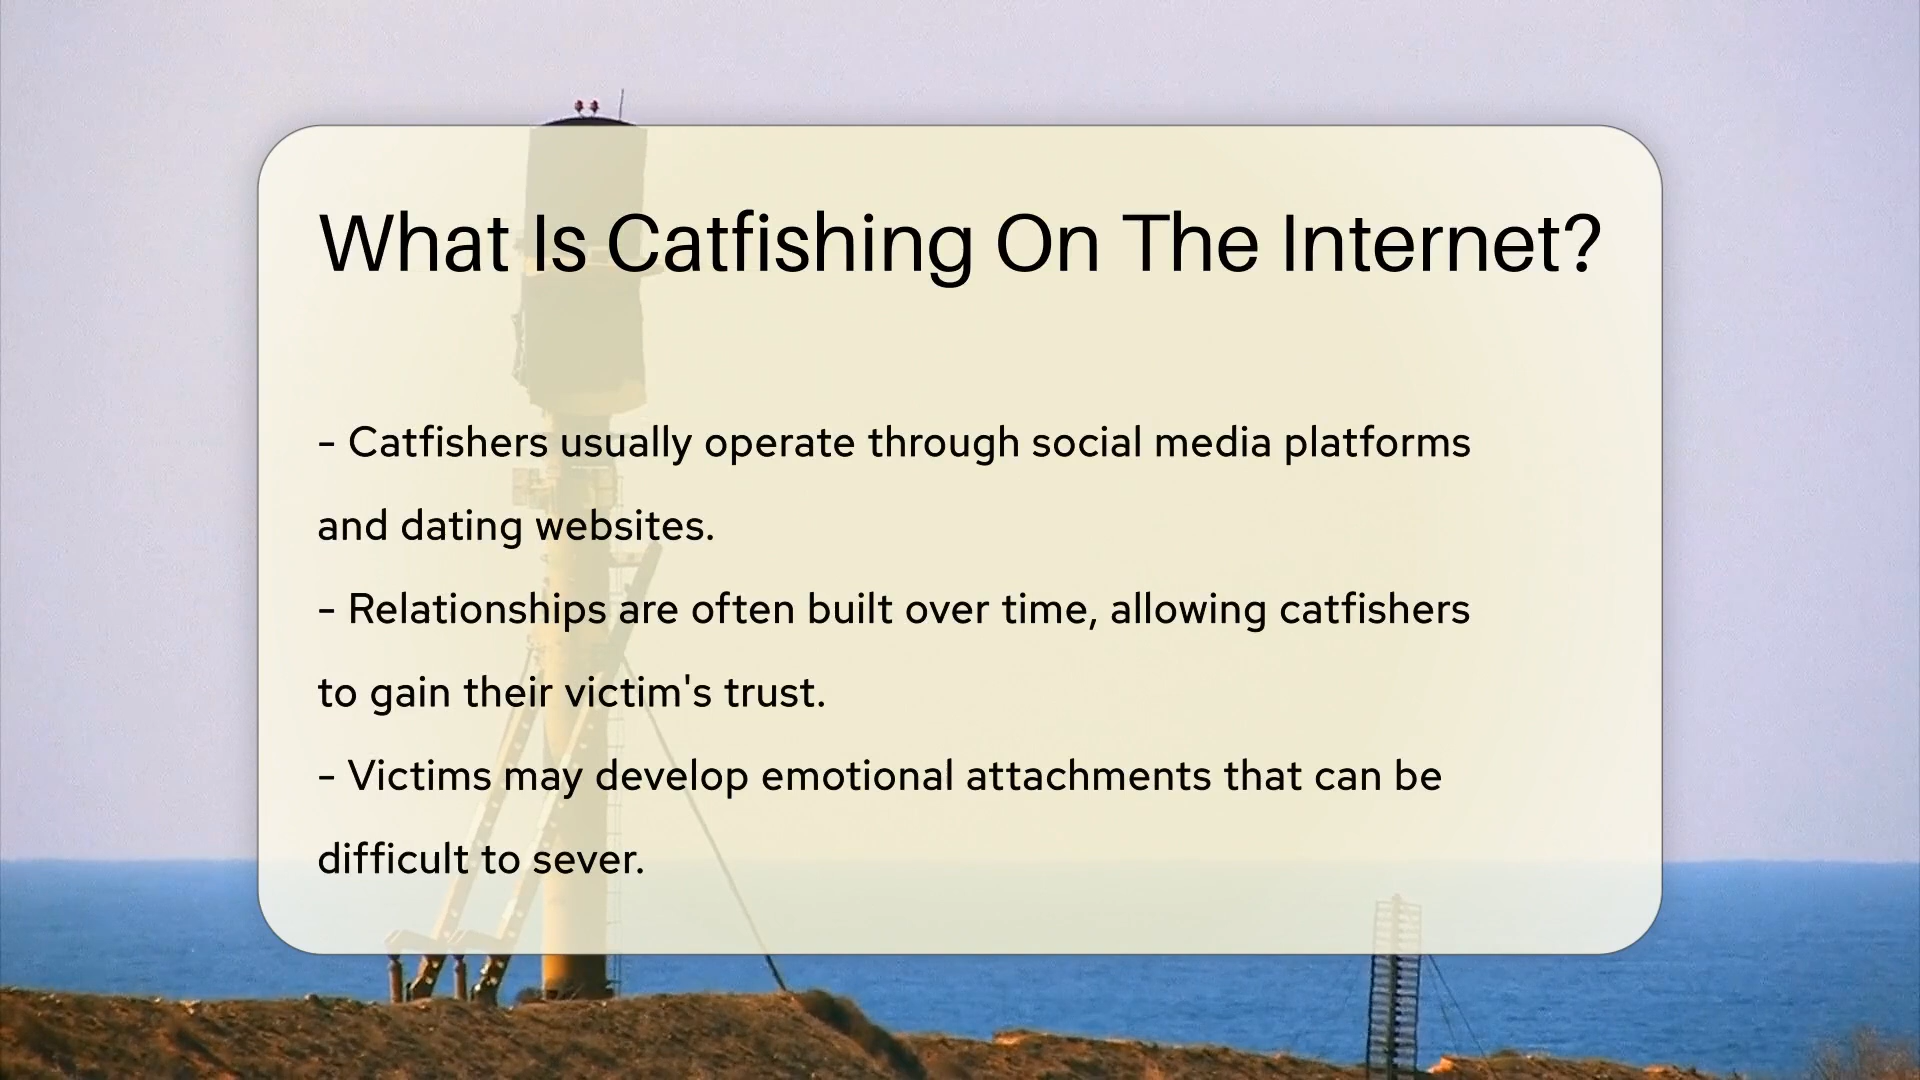 What Is Catfishing On The Internet?
- Catfishers usually operate through social media platforms
and dating websites.
- Relationships are often built over time, allowing catfishers
to gain their victim's trust.
- Victims may develop emotional attachments that can be
difficult to sever.